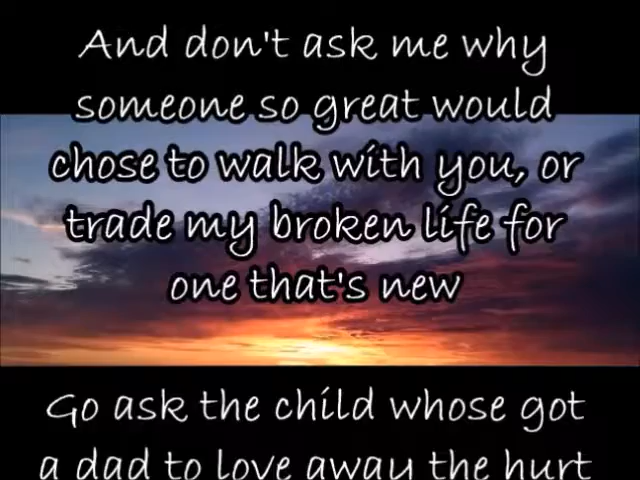 And don't ask me why
someone so great would
chose to walk with you, or
trade my broken life for
one that's new
Go ask the child whose got
a dad to love away the hurt